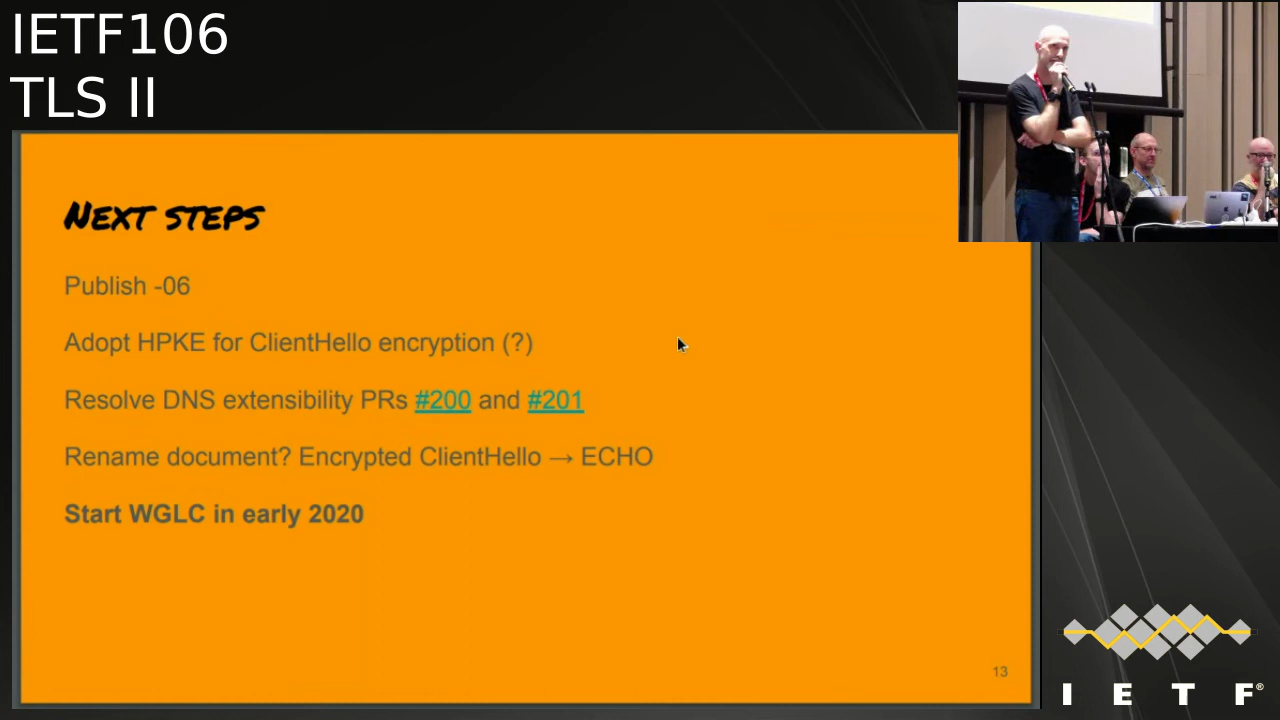 IETF106
TLS II
NEXT STEPS
Publish -06
Adopt HPKE for ClientHello encryption (?)
Resolve DNS extensibility PRs #200 and #201
Rename document? Encrypted ClientHello → ECHO
Start WGLC in early 2020
13
I E T F®